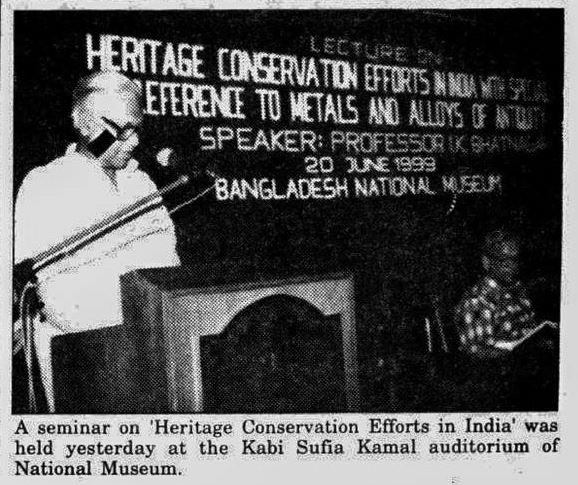 LECTURE ON
HERITAGE CONSERVATION EFFORTS IN INDIA WITH SPECIAL
REFERENCE TO METALS AND ALLOYS OF ANTIQUITY
SPEAKER: PROFESSOR I.K. BHATNAGAR
20 JUNE 1999
BANGLADESH NATIONAL MUSEUM
A seminar on 'Heritage Conservation Efforts in India' was
held yesterday at the Kabi Sufia Kamal auditorium of
National Museum.